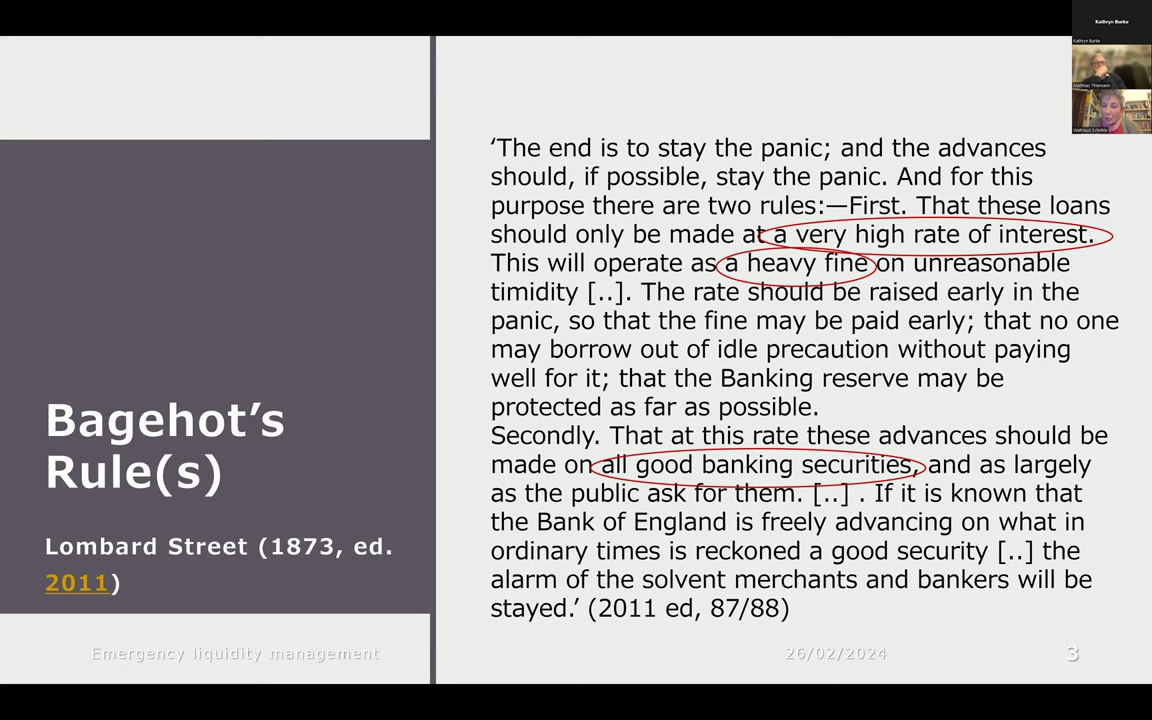 Kathryn Burke
Kathryn Burke
Matthias Thiemann
Waltraud Schelkle
Bagehot’s
Rule(s)
Lombard Street (1873, ed.
2011)
‘The end is to stay the panic; and the advances
should, if possible, stay the panic. And for this
purpose there are two rules:—First. That these loans
should only be made at a very high rate of interest.
This will operate as a heavy fine on unreasonable
timidity [..]. The rate should be raised early in the
panic, so that the fine may be paid early; that no one
may borrow out of idle precaution without paying
well for it; that the Banking reserve may be
protected as far as possible.
Secondly. That at this rate these advances should be
made on all good banking securities, and as largely
as the public ask for them. [..] . If it is known that
the Bank of England is freely advancing on what in
ordinary times is reckoned a good security [..] the
alarm of the solvent merchants and bankers will be
stayed.’ (2011 ed, 87/88)
Emergency liquidity management
26/02/2024
3